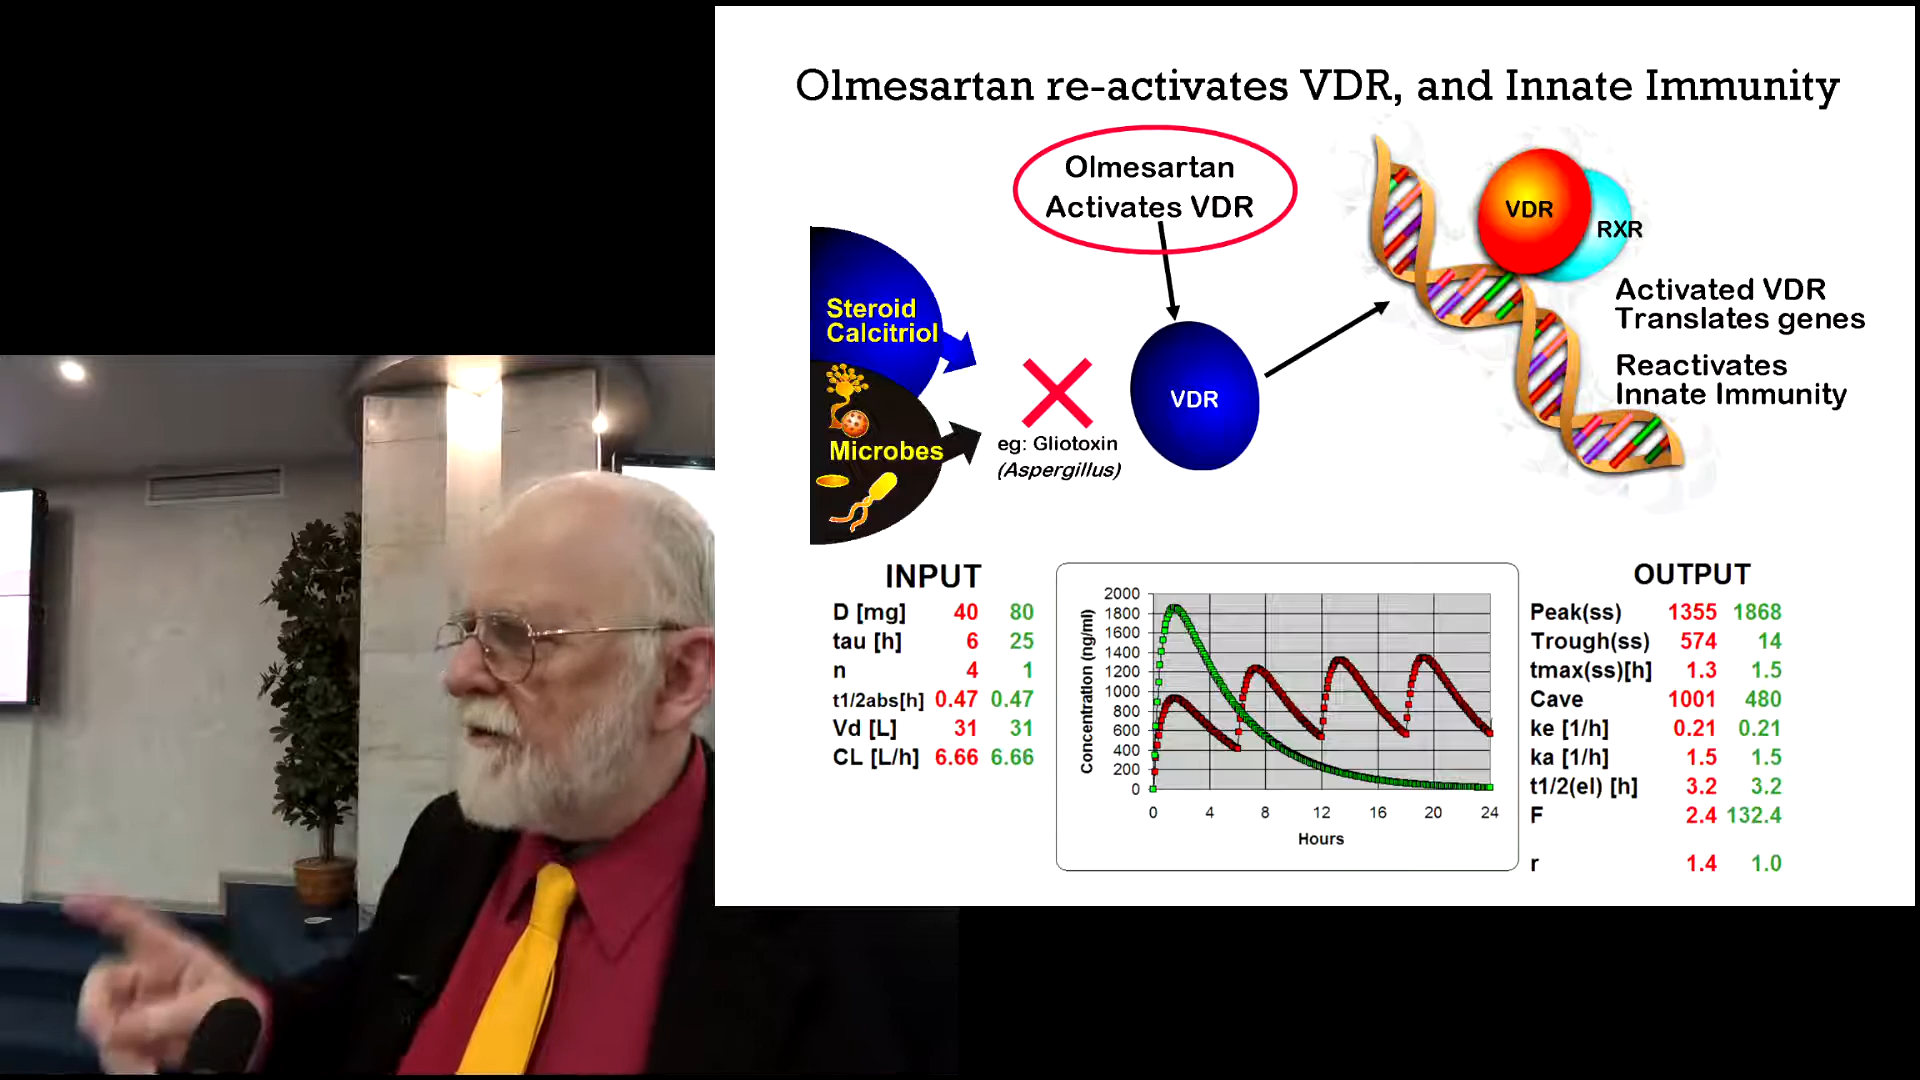 Olmesartan re-activates VDR, and Innate Immunity
Olmesartan
Activates VDR
VDR
RXR
Steroid
Calcitriol
Activated VDR
Translates genes
Reactivates
Innate Immunity
VDR
Microbes
eg: Gliotoxin
(Aspergillus)
INPUT
D [mg] 40 80
tau [h] 6 25
n 4 1
t1/2abs[h] 0.47 0.47
Vd [L] 31 31
CL [L/h] 6.66 6.66
Concentration (ng/ml)
2000
1800
1600
1400
1200
1000
800
600
400
200
0
0 4 8 12 16 20 24
Hours
OUTPUT
Peak(ss) 1355 1868
Trough(ss) 574 14
tmax(ss)[h] 1.3 1.5
Cave 1001 480
ke [1/h] 0.21 0.21
ka [1/h] 1.5 1.5
t1/2(el) [h] 3.2 3.2
F 2.4 132.4
r 1.4 1.0